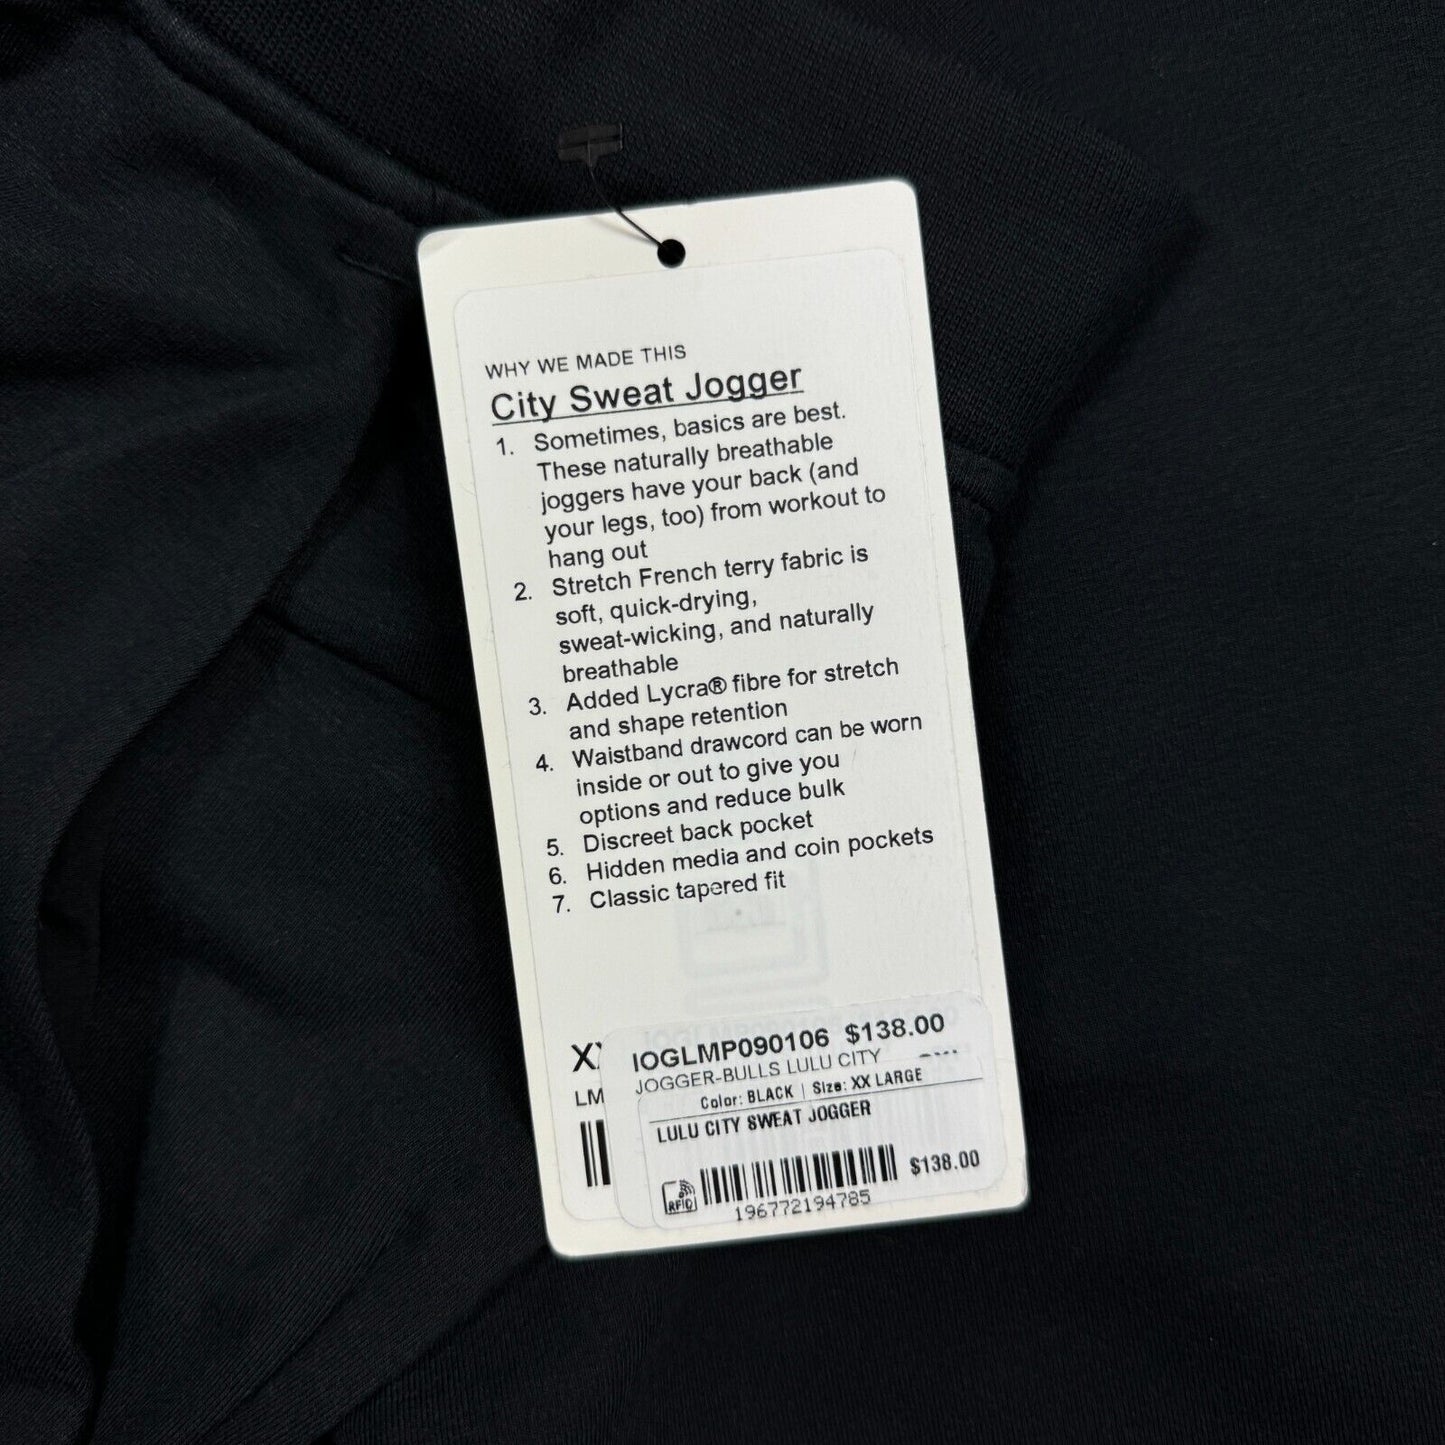 WHY WE MADE THIS
City Sweat Jogger
1. Sometimes, basics are best.
These naturally breathable
joggers have your back (and
your legs, too) from workout to
hang out
2. Stretch French terry fabric is
soft, quick-drying,
sweat-wicking, and naturally
breathable
3. Added Lycra® fibre for stretch
and shape retention
4. Waistband drawcord can be worn
inside or out to give you
options and reduce bulk
5. Discreet back pocket
6. Hidden media and coin pockets
7. Classic tapered fit
IOGLMP090106 $138.00
JOGGER-BULLS LULU CITY
LM
Color: BLACK | Size: XX LARGE
LULU CITY SWEAT JOGGER
$138.00
RFID
196772194785